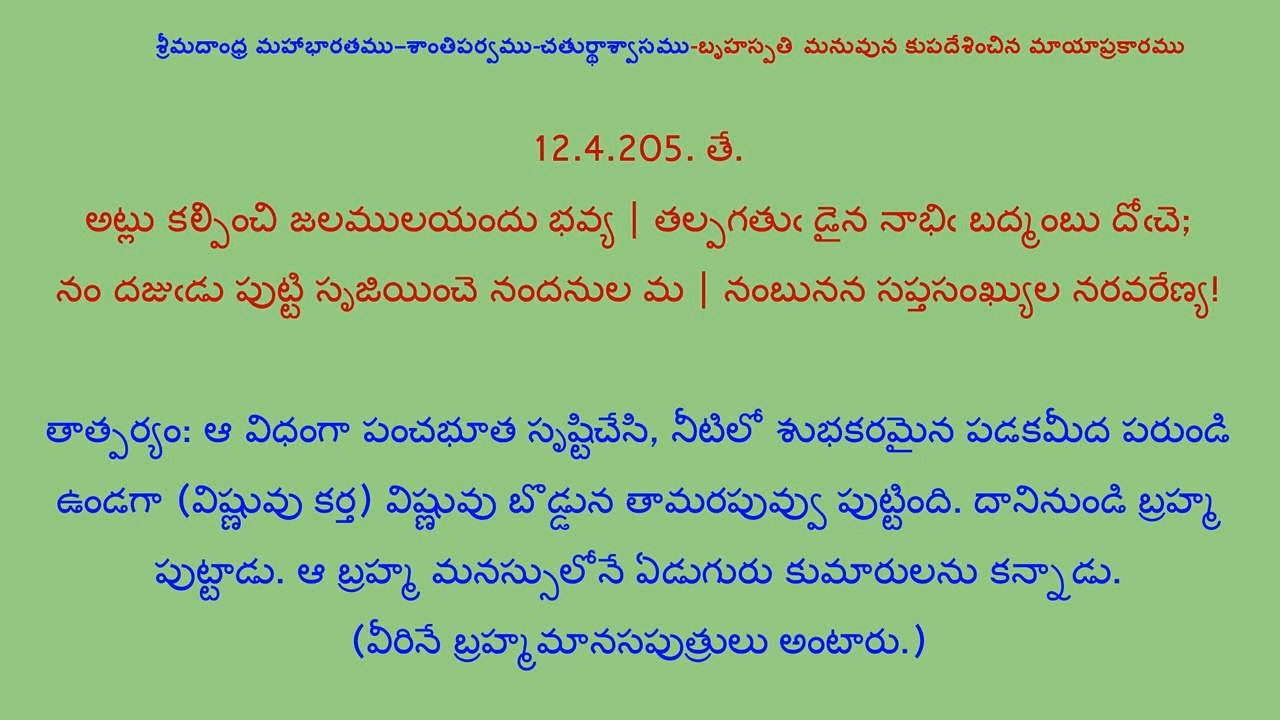 శ్రీమదాంధ్ర మహాభారతము–శాంతిపర్వము-చతుర్థాశ్వాసము-బృహస్పతి మనువున కుపదేశించిన మాయాప్రకారము
12.4.205. తే.
అట్లు కల్పించి జలములయందు భవ్య | తల్పగతుఁ డైన నాభిఁ బద్మంబు దోఁచె;
నం దజుఁడు పుట్టి సృజియించె నందనుల మ | నంబునన సప్తసంఖ్యుల నరవరేణ్య!
తాత్పర్యం: ఆ విధంగా పంచభూత సృష్టిచేసి, నీటిలో శుభకరమైన పడకమీద పరుండి
ఉండగా (విష్ణువు కర్త) విష్ణువు బొడ్డున తామరపువ్వు పుట్టింది. దానినుండి బ్రహ్మ
పుట్టాడు. ఆ బ్రహ్మ మనస్సులోనే ఏడుగురు కుమారులను కన్నాడు.
(వీరినే బ్రహ్మమానసపుత్రులు అంటారు.)